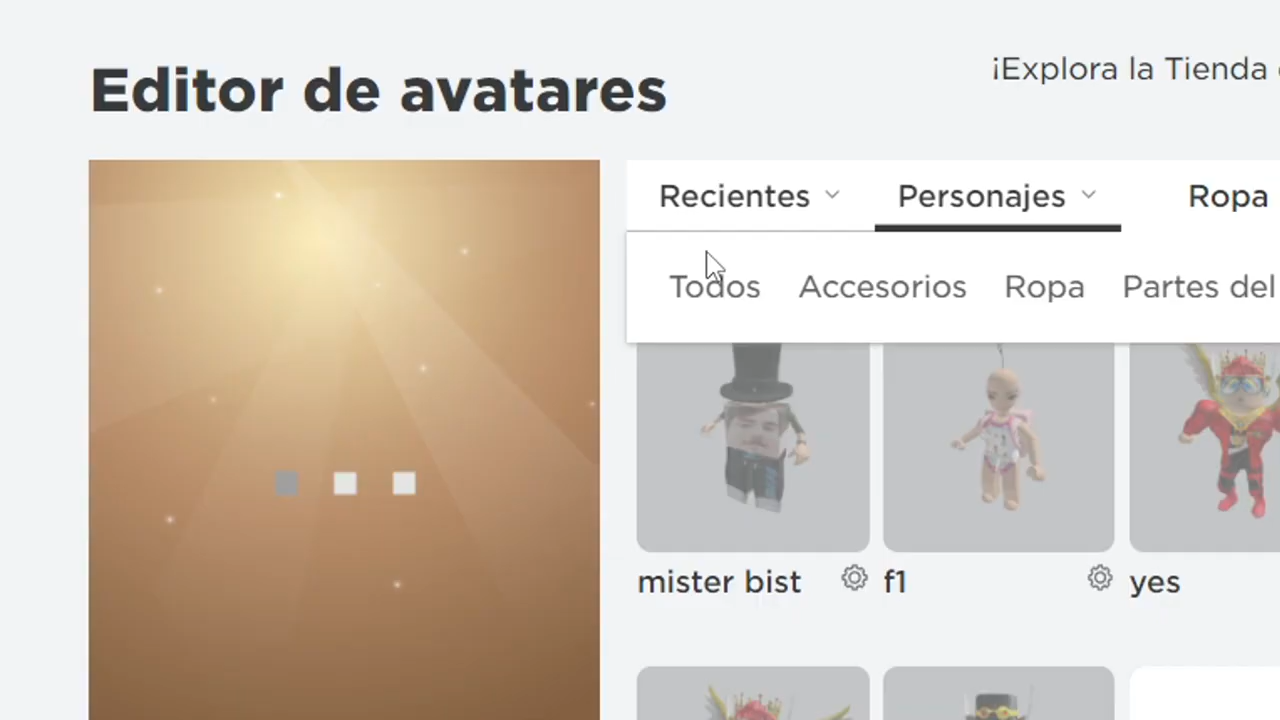 ¡Explora la Tienda
Editor de avatares
Recientes
Personajes
Ropa
Todos
Accesorios
Ropa
Partes del
mister bist
f1
yes